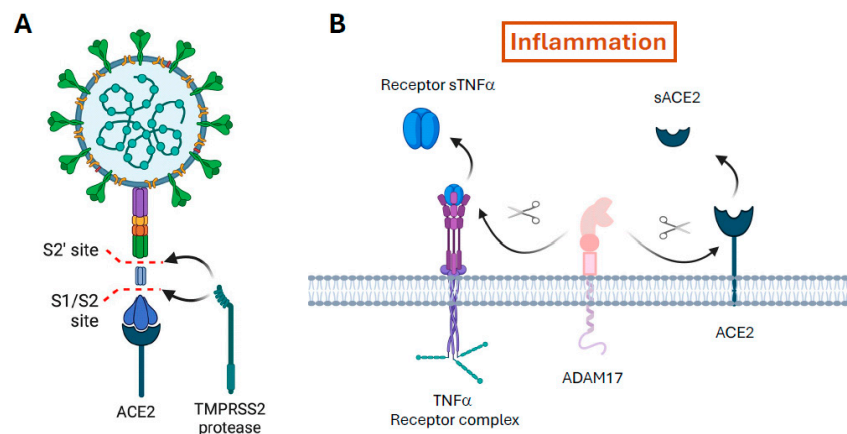 A
S2' site
S1/S2
site
ACE2
TMPRSS2
protease
B
Inflammation
Receptor sTNFα
sACE2
ACE2
ADAM17
TNFα
Receptor complex